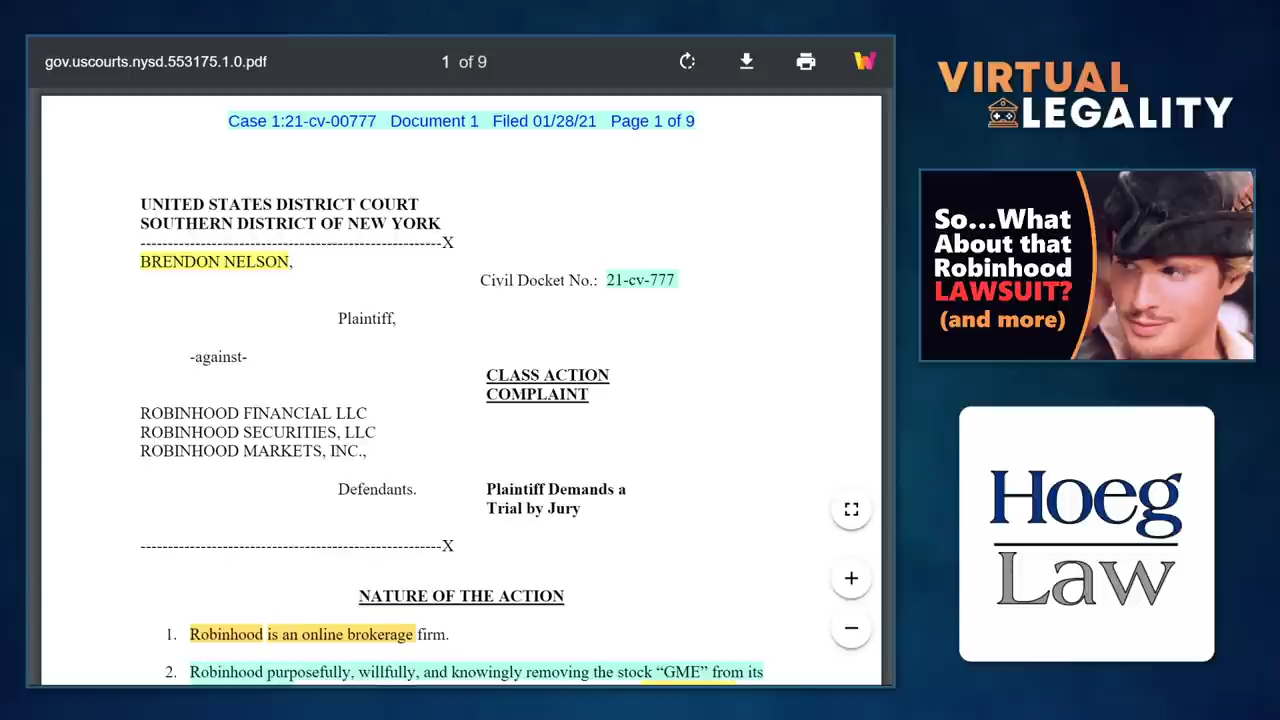 gov.uscourts.nysd.553175.1.0.pdf
1 of 9
Case 1:21-cv-00777 Document 1 Filed 01/28/21 Page 1 of 9
UNITED STATES DISTRICT COURT
SOUTHERN DISTRICT OF NEW YORK
-----------------------------------------------------X
BRENDON NELSON,
Civil Docket No.: 21-cv-777
Plaintiff,
-against-
CLASS ACTION
COMPLAINT
ROBINHOOD FINANCIAL LLC
ROBINHOOD SECURITIES, LLC
ROBINHOOD MARKETS, INC.,
Defendants.
Plaintiff Demands a
Trial by Jury
-----------------------------------------------------X
NATURE OF THE ACTION
1. Robinhood is an online brokerage firm.
2. Robinhood purposefully, willfully, and knowingly removing the stock “GME” from its
VIRTUAL
LEGALITY
So...What
About that
Robinhood
LAWSUIT?
(and more)
Hoeg
Law